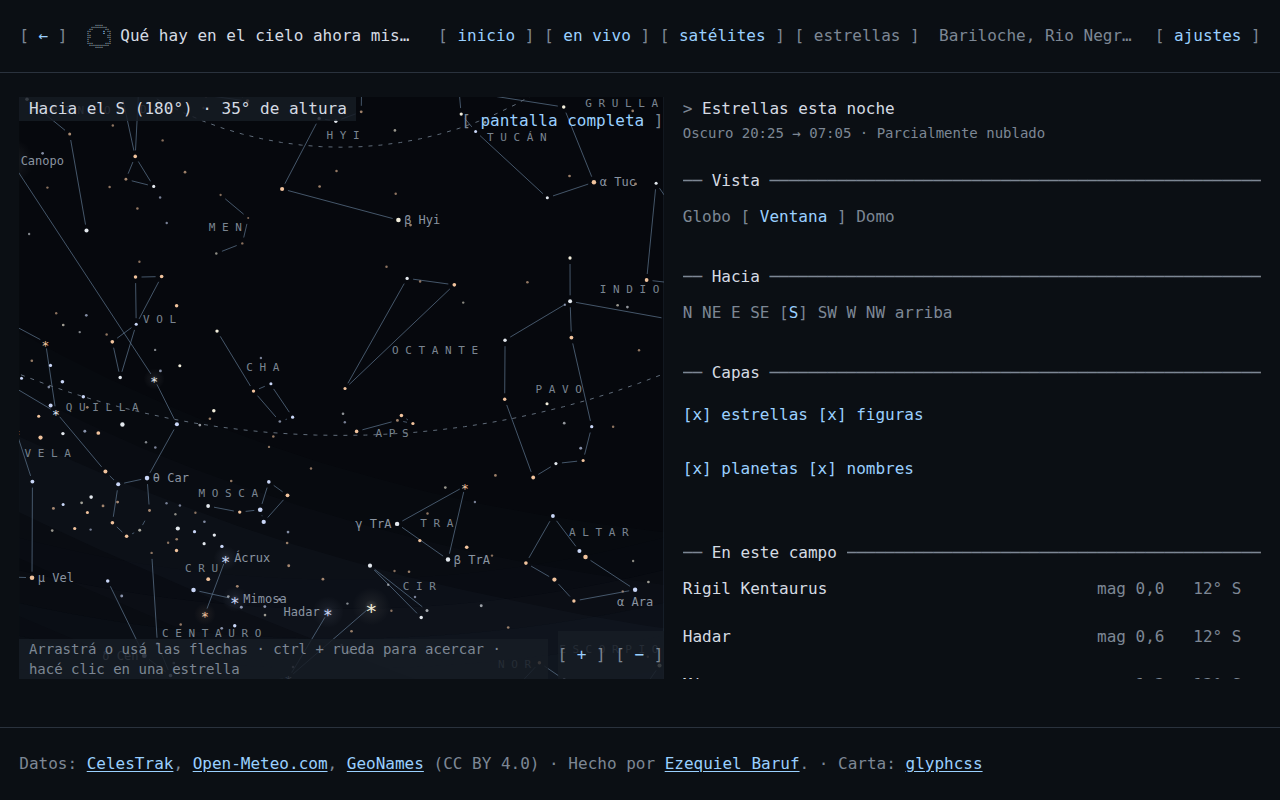 [ ← ] Qué hay en el cielo ahora mis… [ inicio ] [ en vivo ] [ satélites ] [ estrellas ] Bariloche, Rio Negr… [ ajustes ]
Hacia el S (180°) · 35° de altura
GRULLA
[ pantalla completa ]
HYI
TUCÁN
Canopo
α Tuc
β Hyi
MEN
INDIO
VOL
OCTANTE
CHA
PAVO
QUILLA
APS
VELA
θ Car
MOSCA
γ TrA
TRA
ALTAR
β TrA
Ácrux
CRU
μ Vel
CIR
Mimosa
Hadar
α Ara
CENTAURO
NOR
Arrastrá o usá las flechas · ctrl + rueda para acercar ·
hacé clic en una estrella
[ + ] [ − ]
> Estrellas esta noche
Oscuro 20:25 → 07:05 · Parcialmente nublado
Vista
Globo [ Ventana ] Domo
Hacia
N NE E SE [S] SW W NW arriba
Capas
[x] estrellas [x] figuras
[x] planetas [x] nombres
En este campo
Rigil Kentaurus mag 0,0 12° S
Hadar mag 0,6 12° S
Datos: CelesTrak, Open-Meteo.com, GeoNames (CC BY 4.0) · Hecho por Ezequiel Baruf. · Carta: glyphcss